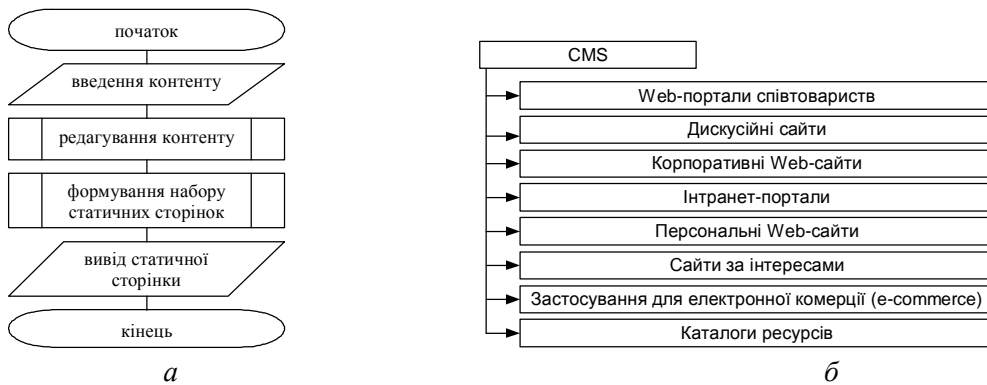 початок
введення контенту
редагування контенту
формування набору
статичних сторінок
вивід статичної
сторінки
кінець
а
CMS
Web-портали співтовариств
Дискусійні сайти
Корпоративні Web-сайти
Інтранет-портали
Персональні Web-сайти
Сайти за інтересами
Застосування для електронної комерції (e-commerce)
Каталоги ресурсів
б